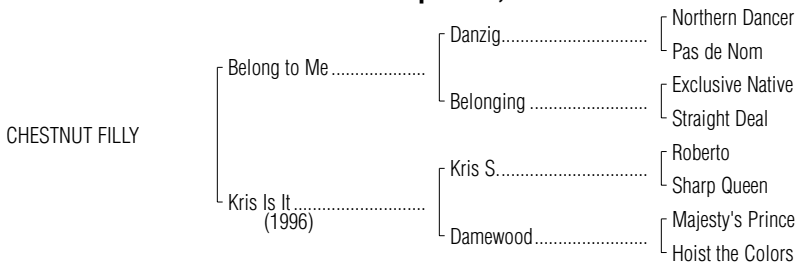 Northern Dancer
Danzig
Pas de Nom
Belong to Me
Exclusive Native
Belonging
Straight Deal
CHESTNUT FILLY
Roberto
Kris S.
Sharp Queen
Kris Is It
(1996)
Majesty's Prince
Damewood
Hoist the Colors